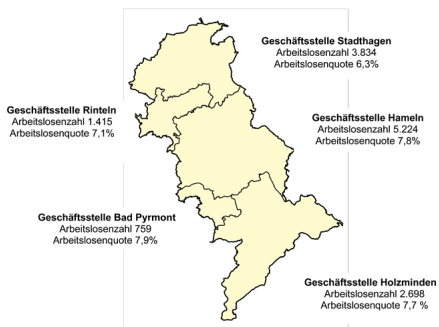 Geschäftsstelle Stadthagen
Arbeitslosenzahl 3.834
Arbeitslosenquote 6,3%
Geschäftsstelle Rinteln
Arbeitslosenzahl 1.415
Arbeitslosenquote 7,1%
Geschäftsstelle Hameln
Arbeitslosenzahl 5.224
Arbeitslosenquote 7,8%
Geschäftsstelle Bad Pyrmont
Arbeitslosenzahl 759
Arbeitslosenquote 7,9%
Geschäftsstelle Holzminden
Arbeitslosenzahl 2.698
Arbeitslosenquote 7,7 %